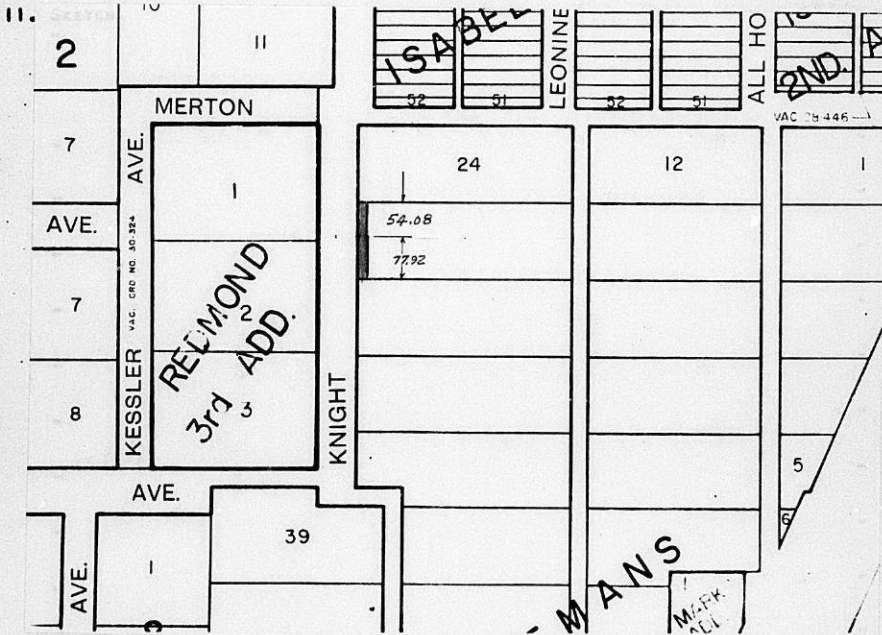 11.
2
11
ISABEL
52
51
LEONINE
52
51
ALL HO
2ND.
VAC 28-446
MERTON
7
AVE.
1
24
12
1
54.08
77.92
AVE.
VAC. ORD NO. 30-324
REDMOND
3rd ADD.
2
7
KESSLER
8
3
KNIGHT
5
6
AVE.
39
1
AVE.
MANS
MARK